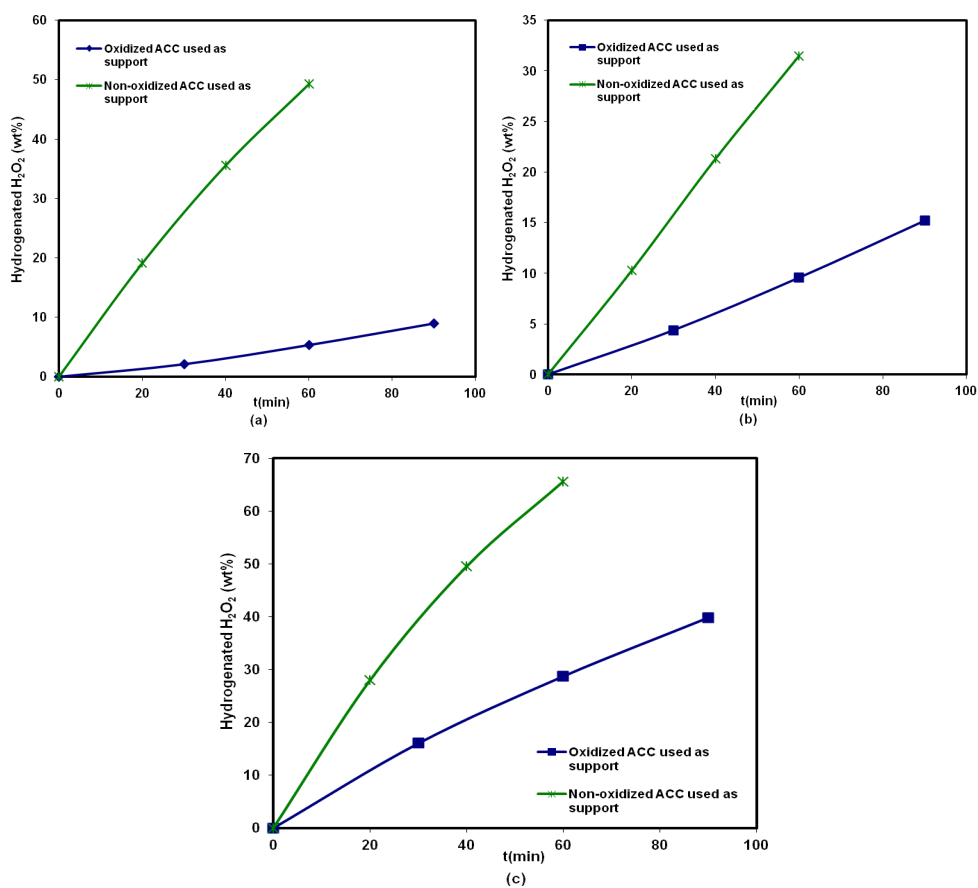 60
50
40
30
20
10
0
Hydrogenated H₂O₂ (wt%)
Oxidized ACC used as
support
Non-oxidized ACC used as
support
0
20
40
60
80
100
t(min)
(a)
35
30
25
20
15
10
5
0
Hydrogenated H₂O₂ (wt%)
Oxidized ACC used as
support
Non-oxidized ACC used as
support
0
20
40
60
80
100
t(min)
(b)
70
60
50
40
30
20
10
0
Hydrogenated H₂O₂ (wt%)
Oxidized ACC used as
support
Non-oxidized ACC used as
support
0
20
40
60
80
100
t(min)
(c)